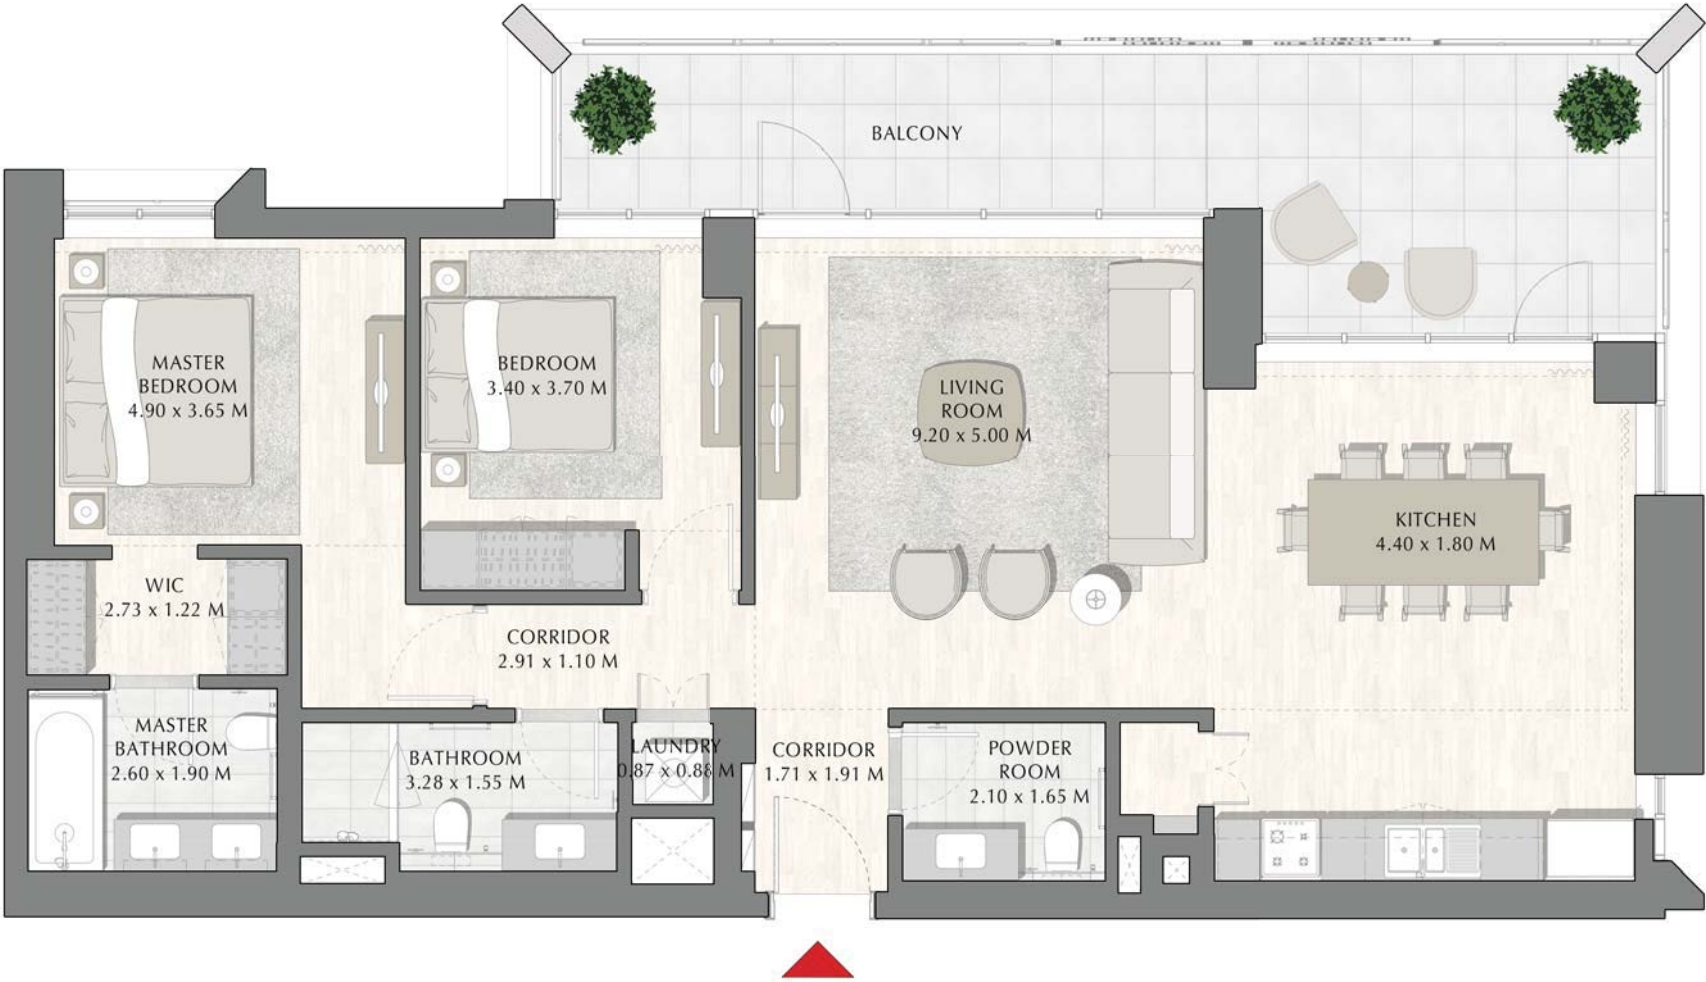 BALCONY
MASTER
BEDROOM
4.90 x 3.65 M
BEDROOM
3.40 x 3.70 M
LIVING
ROOM
9.20 x 5.00 M
KITCHEN
4.40 x 1.80 M
WIC
2.73 x 1.22 M
CORRIDOR
2.91 x 1.10 M
MASTER
BATHROOM
2.60 x 1.90 M
BATHROOM
3.28 x 1.55 M
LAUNDRY
0.87 x 0.88 M
CORRIDOR
1.71 x 1.91 M
POWDER
ROOM
2.10 x 1.65 M